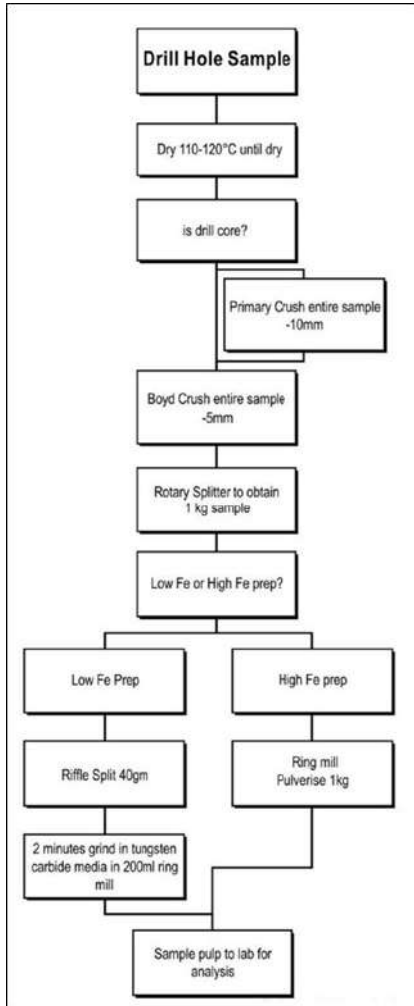 Drill Hole Sample
Dry 110-120°C until dry
is drill core?
Primary Crush entire sample
-10mm
Boyd Crush entire sample
-5mm
Rotary Splitter to obtain
1 kg sample
Low Fe or High Fe prep?
Low Fe Prep
High Fe prep
Riffle Split 40gm
Ring mill
Pulverise 1kg
2 minutes grind in tungsten
carbide media in 200ml ring
mill
Sample pulp to lab for
analysis